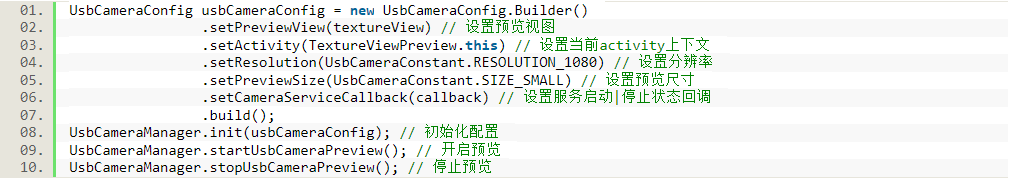 01. UsbCameraConfig usbCameraConfig = new UsbCameraConfig.Builder()
02. .setPreviewView(textureView) // 设置预览视图
03. .setActivity(TextureViewPreview.this) // 设置当前activity上下文
04. .setResolution(UsbCameraConstant.RESOLUTION_1080) // 设置分辨率
05. .setPreviewSize(UsbCameraConstant.SIZE_SMALL) // 设置预览尺寸
06. .setCameraServiceCallback(callback) // 设置服务启动|停止状态回调
07. .build();
08. UsbCameraManager.init(usbCameraConfig); // 初始化配置
09. UsbCameraManager.startUsbCameraPreview(); // 开启预览
10. UsbCameraManager.stopUsbCameraPreview(); // 停止预览